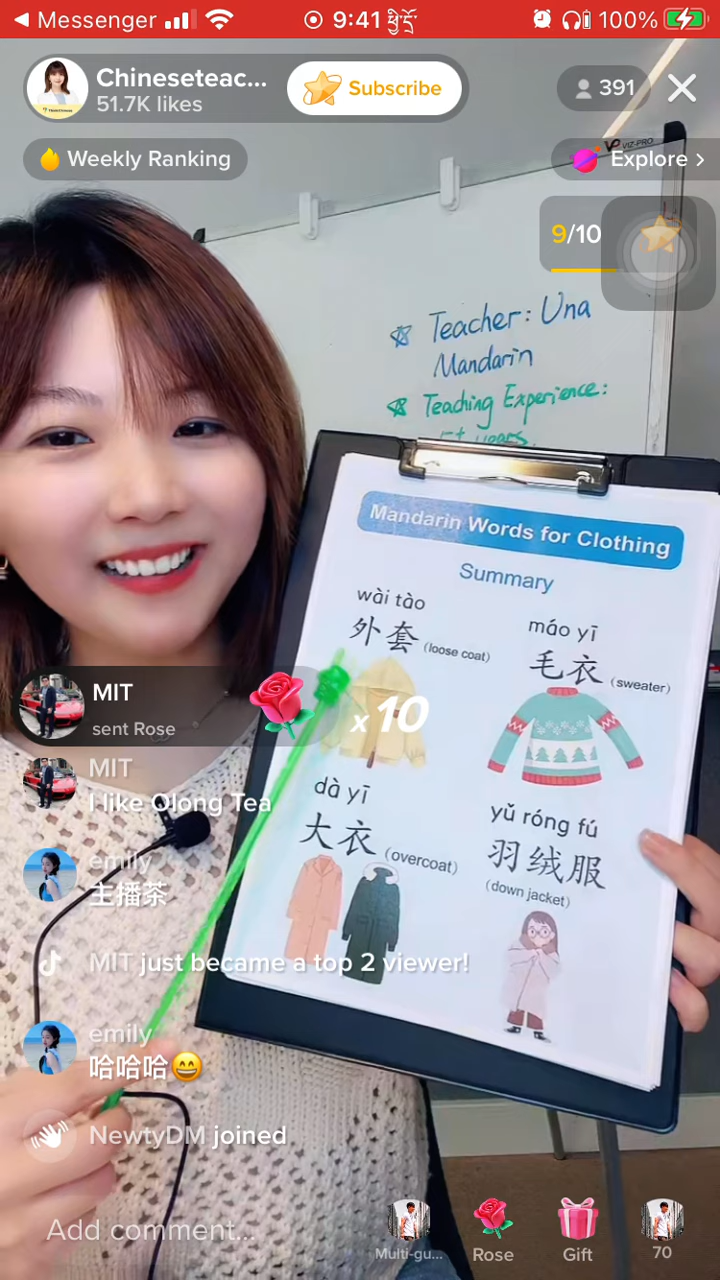 Messenger
9:41
100%
Chineseteac...
51.7K likes
Subscribe
391
Weekly Ranking
VIZ-PRO
Explore >
9/10
Teacher: Una
Mandarin
Teaching Experience:
5+ years.
Mandarin Words for Clothing
Summary
wài tào
外套 (loose coat)
máo yī
毛衣 (sweater)
MIT
sent Rose
x10
MIT
I like Olong Tea
dà yī
大衣 (overcoat)
yǔ róng fú
羽绒服
(down jacket)
emily
主播茶
MIT just became a top 2 viewer!
emily
哈哈哈😄
NewtyDM joined
Add comment...
Multi-gu...
Rose
Gift
70